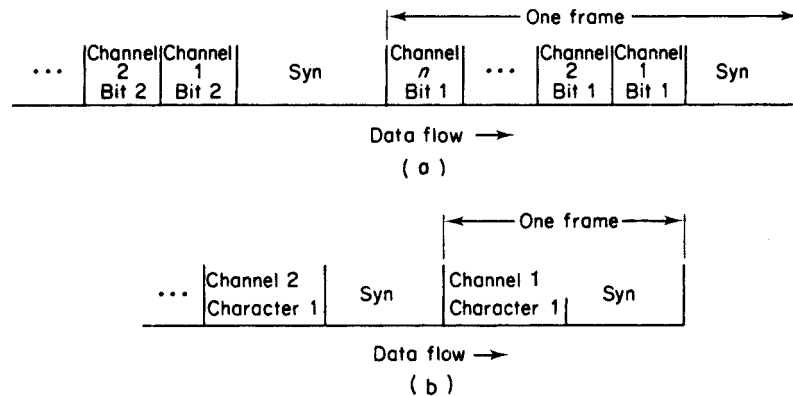 One frame
... Channel 2 Bit 2 Channel 1 Bit 2 Syn Channel n Bit 1 ... Channel 2 Bit 1 Channel 1 Bit 1 Syn
Data flow →
(a)
One frame
... Channel 2 Character 1 Syn Channel 1 Character 1 Syn
Data flow →
(b)